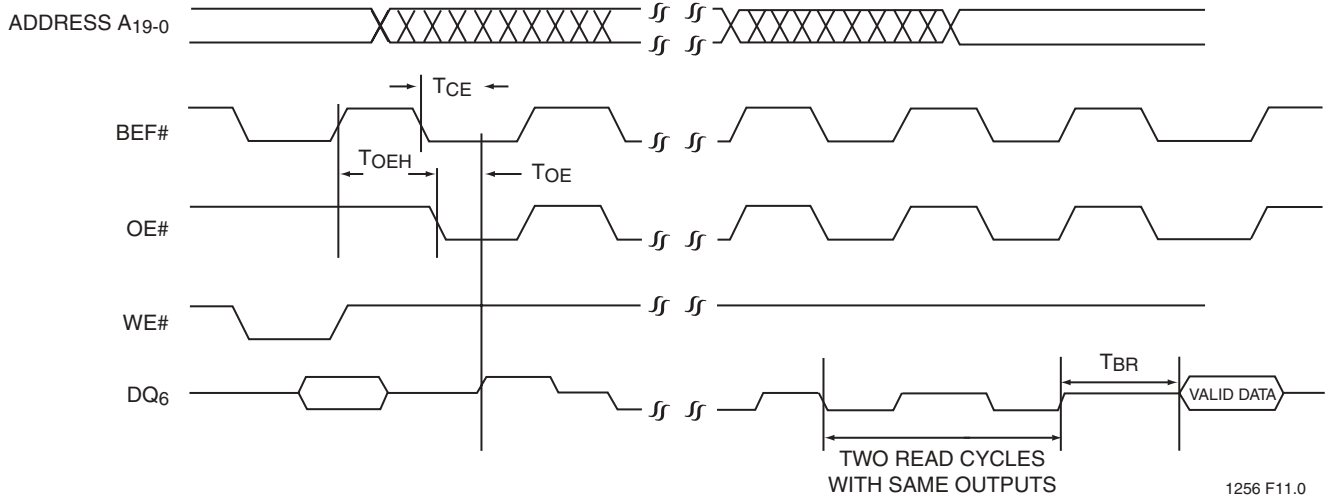 ADDRESS A19-0
TCE
BEF#
TOEH
TOE
OE#
WE#
TBR
DQ6
VALID DATA
TWO READ CYCLES
WITH SAME OUTPUTS
1256 F11.0